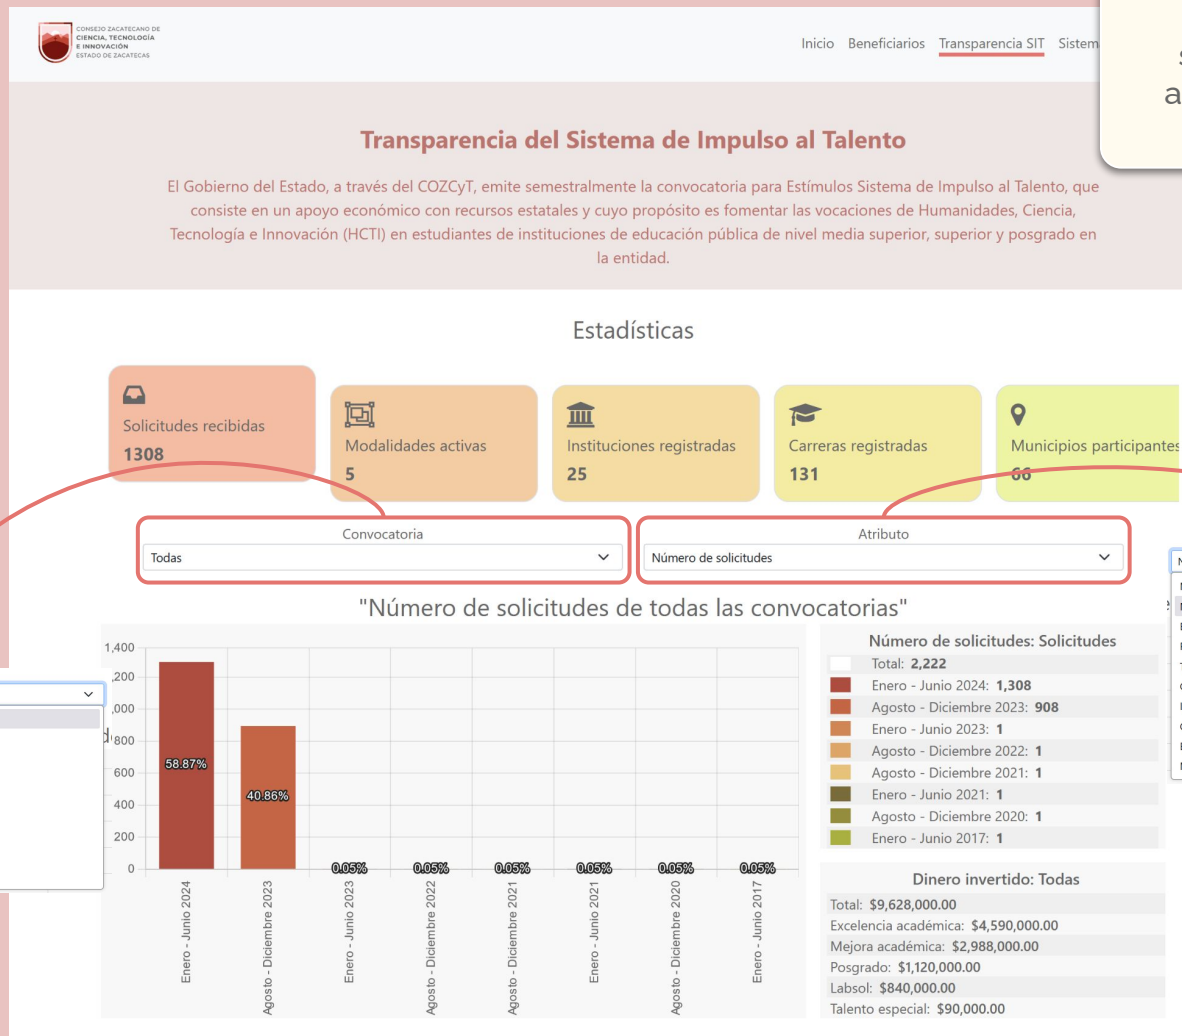 CONSEJO ZACATECANO DE
CIENCIA, TECNOLOGÍA
E INNOVACIÓN
ESTADO DE ZACATECAS
Inicio Beneficiarios Transparencia SIT
Transparencia del Sistema de Impulso al Talento
El Gobierno del Estado, a través del COZCyT, emite semestralmente la convocatoria para Estímulos Sistema de Impulso al Talento, que
consiste en un apoyo económico con recursos estatales y cuyo propósito es fomentar las vocaciones de Humanidades, Ciencia,
Tecnología e Innovación (HCTI) en estudiantes de instituciones de educación pública de nivel media superior, superior y posgrado en
la entidad.
Estadísticas
Solicitudes recibidas
1308
Modalidades activas
5
Instituciones registradas
25
Carreras registradas
131
Municipios participantes
66
Convocatoria
Todas
Atributo
Número de solicitudes
"Número de solicitudes de todas las convocatorias"
1,400
,200
,000
800
600
400
200
0
58.87%
40.86%
0.05%
0.05%
0.05%
0.05%
0.05%
0.05%
Enero - Junio 2024
Agosto - Diciembre 2023
Enero - Junio 2023
Agosto - Diciembre 2022
Agosto - Diciembre 2021
Enero - Junio 2021
Agosto - Diciembre 2020
Enero - Junio 2017
Número de solicitudes: Solicitudes
Total: 2,222
Enero - Junio 2024: 1,308
Agosto - Diciembre 2023: 908
Enero - Junio 2023: 1
Agosto - Diciembre 2022: 1
Agosto - Diciembre 2021: 1
Enero - Junio 2021: 1
Agosto - Diciembre 2020: 1
Enero - Junio 2017: 1
Dinero invertido: Todas
Total: $9,628,000.00
Excelencia académica: $4,590,000.00
Mejora académica: $2,988,000.00
Posgrado: $1,120,000.00
Labsol: $840,000.00
Talento especial: $90,000.00